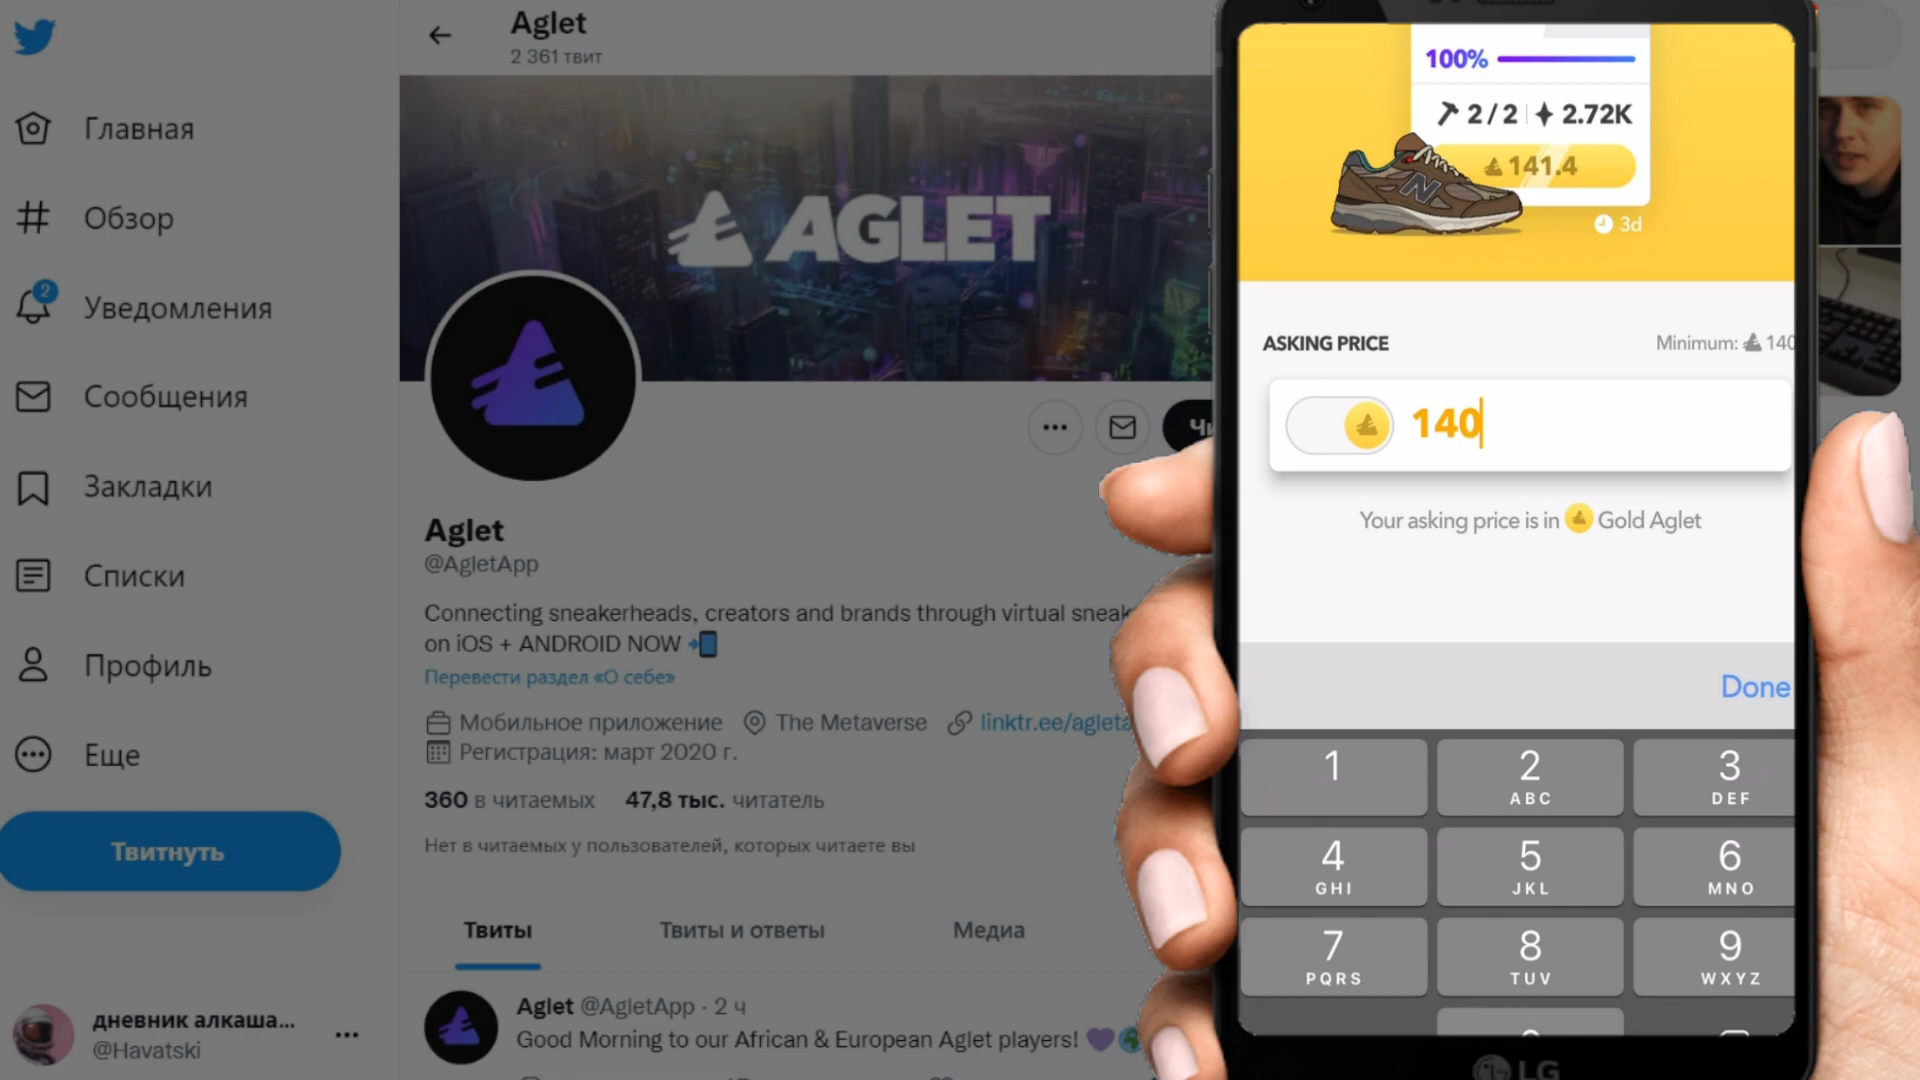 Aglet
2 361 твит
Главная
Обзор
2
Уведомления
Сообщения
Закладки
Списки
Профиль
Еще
Твитнуть
дневник алкаша...
@Havatski
AGLET
Aglet
@AgletApp
Connecting sneakerheads, creators and brands through virtual
on iOS + ANDROID NOW
Перевести раздел «О себе»
Мобильное приложение The Metaverse
Регистрация: март 2020 г.
360 в читаемых 47,8 тыс. читатель
Нет в читаемых у пользователей, которых читаете вы
Твиты Твиты и ответы Медиа
Aglet @AgletApp · 2 ч
Good Morning to our African & European Aglet players!
100%
2 / 2 2.72K
141.4
N
3d
ASKING PRICE Minimum: 140
140
Your asking price is in Gold Aglet
Done
1 2 3
ABC DEF
4 5 6
GHI JKL MNO
7 8 9
PQRS TUV WXYZ
LG